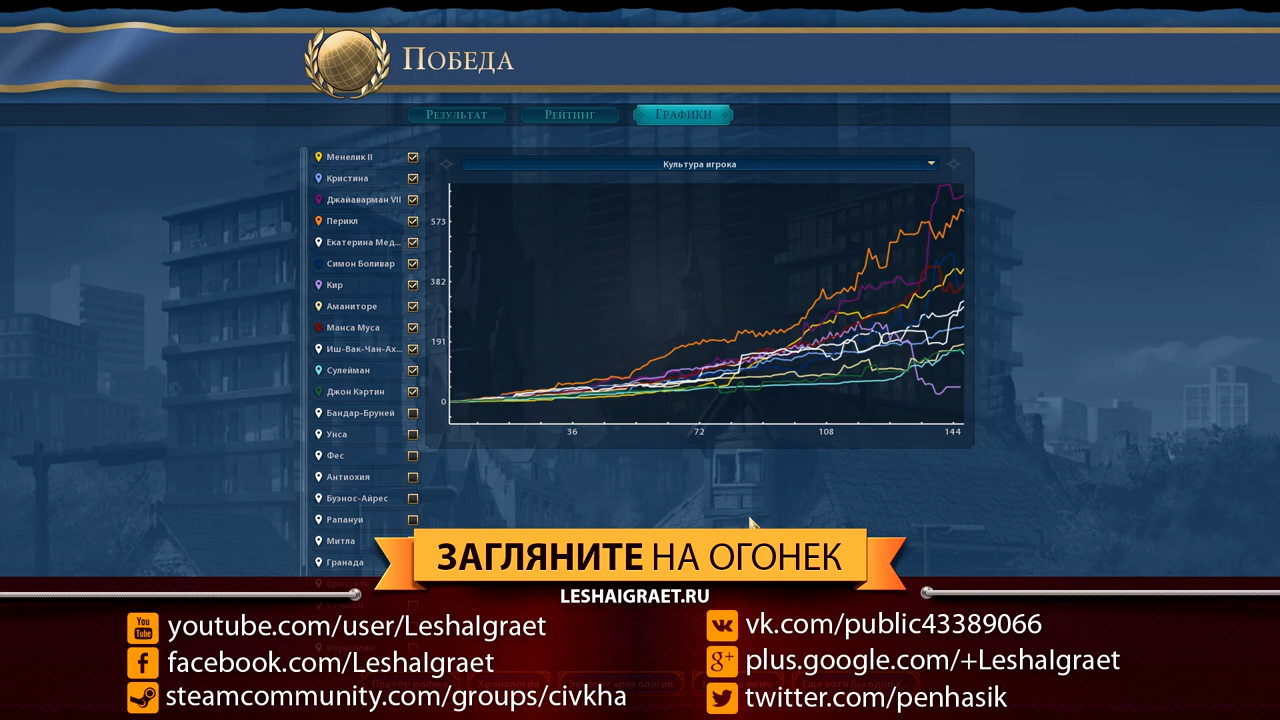 Победа
Результат
Рейтинг
Графики
Менелик II
Кристина
Джайаварман VII
Перикл
Екатерина Мед...
Симон Боливар
Кир
Аманиторе
Манса Муса
Иш-Вак-Чан-Ах...
Сулейман
Джон Кэртин
Бандар-Бруней
Унса
Фес
Антиохия
Буэнос-Айрес
Рапануи
Митла
Гранада
Культура игрока
573
382
191
0
36
72
108
144
ЗАГЛЯНИТЕ НА ОГОНЕК
LESHAIGRAET.RU
You Tube
youtube.com/user/LeshaIgraet
facebook.com/LeshaIgraet
steamcommunity.com/groups/civkha
vk.com/public43389066
g+
plus.google.com/+LeshaIgraet
twitter.com/penhasik